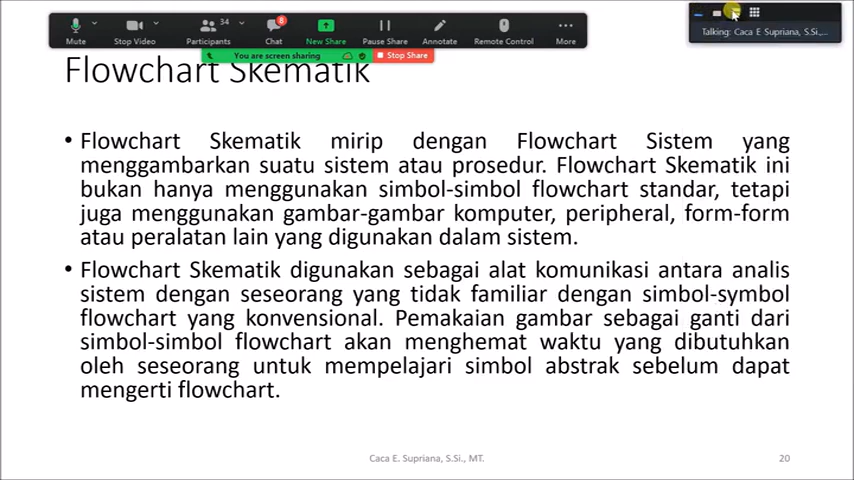 34
8
Mute
Stop Video
Participants
Chat
New Share
Pause Share
Annotate
Remote Control
More
Talking: Caca E Supriana, S.Si.,...
You are screen sharing
Stop Share
Flowchart Skematik
• Flowchart Skematik mirip dengan Flowchart Sistem yang
menggambarkan suatu sistem atau prosedur. Flowchart Skematik ini
bukan hanya menggunakan simbol-simbol flowchart standar, tetapi
juga menggunakan gambar-gambar komputer, peripheral, form-form
atau peralatan lain yang digunakan dalam sistem.
• Flowchart Skematik digunakan sebagai alat komunikasi antara analis
sistem dengan seseorang yang tidak familiar dengan simbol-symbol
flowchart yang konvensional. Pemakaian gambar sebagai ganti dari
simbol-simbol flowchart akan menghemat waktu yang dibutuhkan
oleh seseorang untuk mempelajari simbol abstrak sebelum dapat
mengerti flowchart.
Caca E. Supriana, S.Si., MT.
20